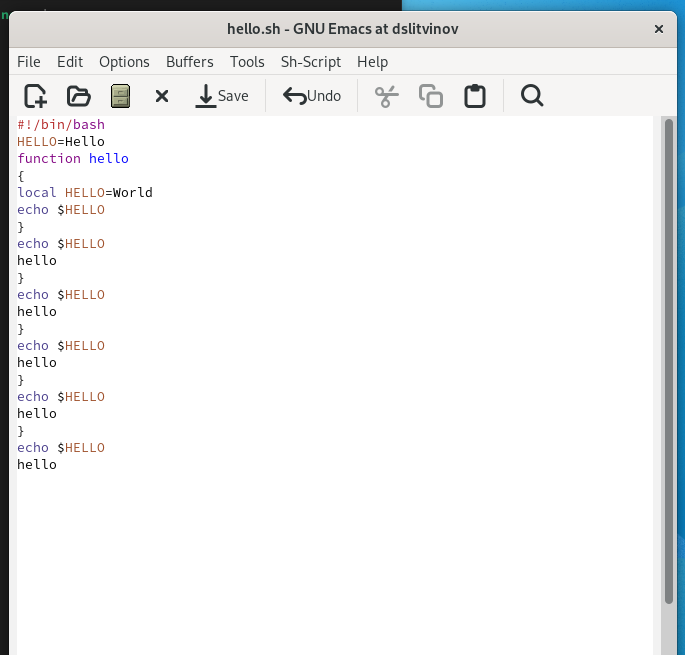 hello.sh - GNU Emacs at dslitvinov
File Edit Options Buffers Tools Sh-Script Help
Save Undo
#!/bin/bash
HELLO=Hello
function hello
{
local HELLO=World
echo $HELLO
}
echo $HELLO
hello
}
echo $HELLO
hello
}
echo $HELLO
hello
}
echo $HELLO
hello
}
echo $HELLO
hello